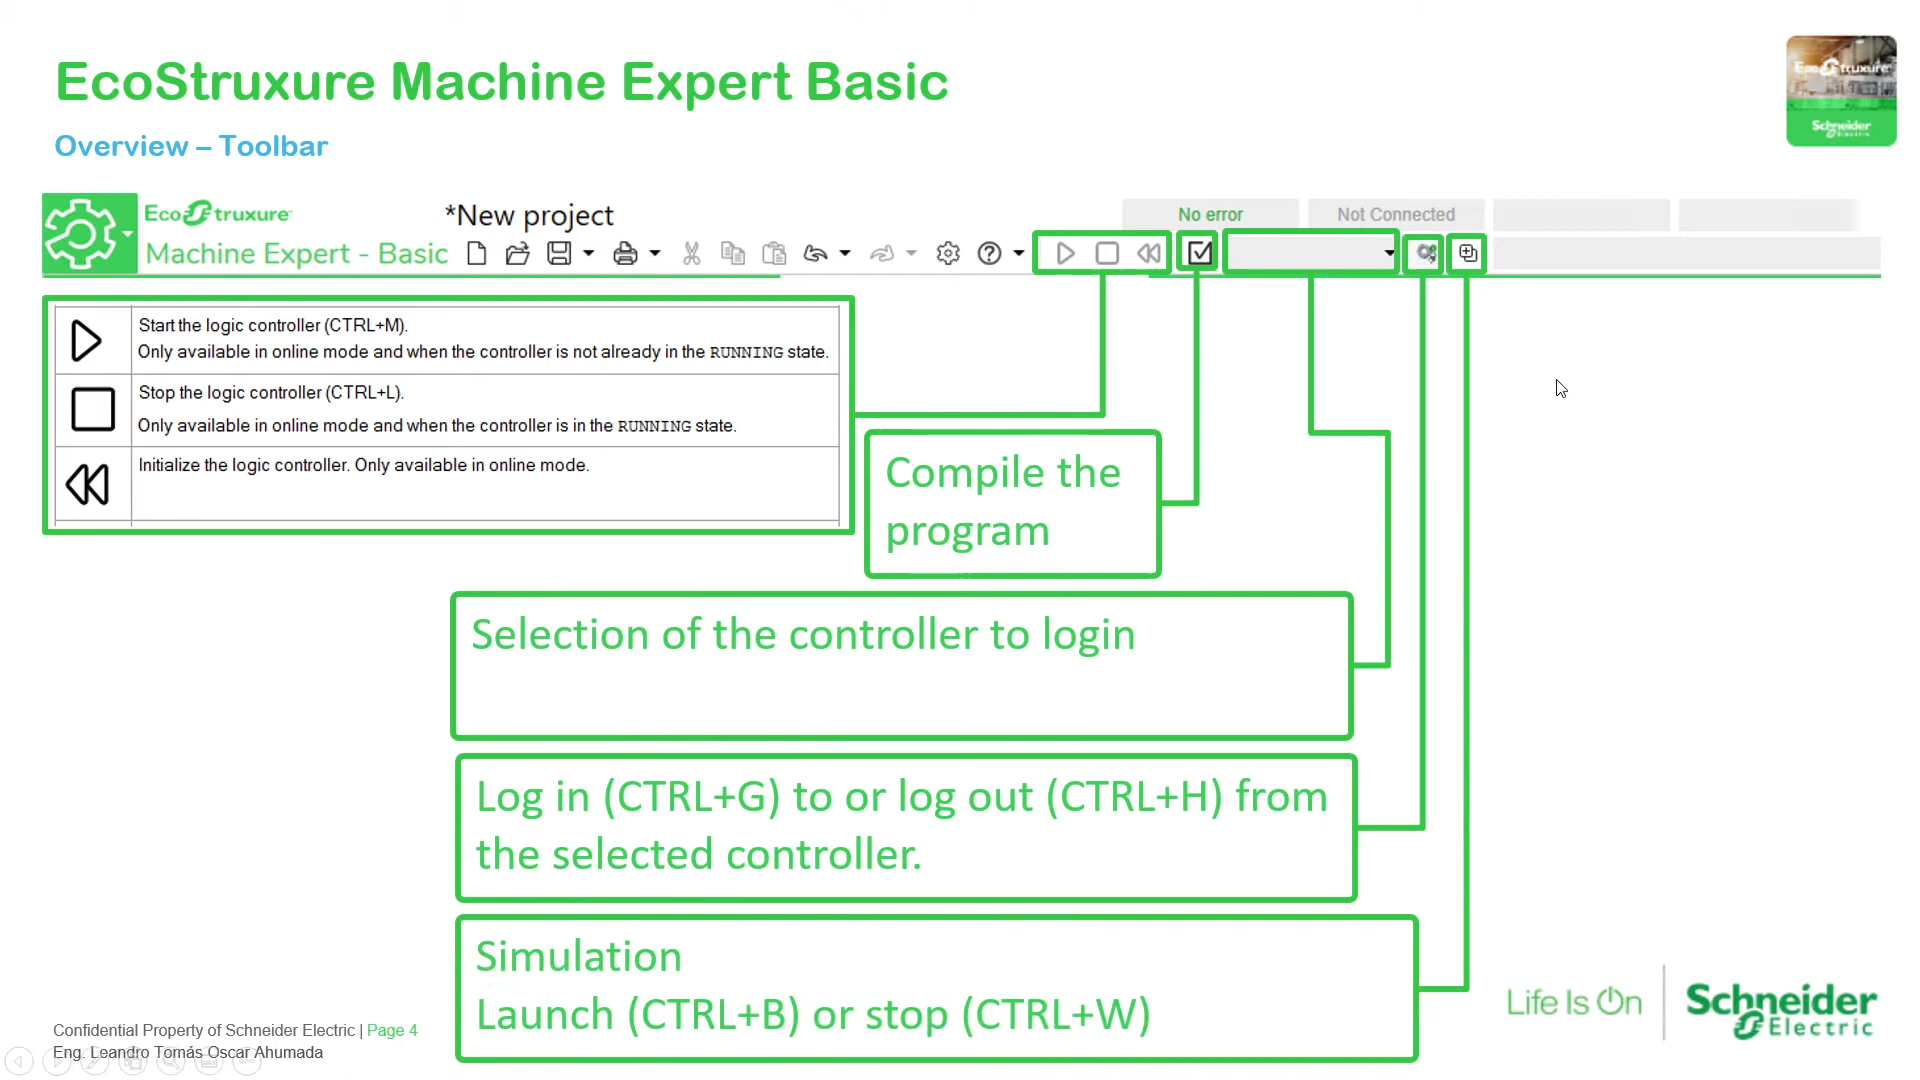 EcoStruxure Machine Expert Basic
Overview – Toolbar
EcoStruxure
Schneider
Electric
EcoStruxure
Machine Expert - Basic
*New project
No error
Not Connected
Start the logic controller (CTRL+M).
Only available in online mode and when the controller is not already in the RUNNING state.
Stop the logic controller (CTRL+L).
Only available in online mode and when the controller is in the RUNNING state.
Initialize the logic controller. Only available in online mode.
Compile the
program
Selection of the controller to login
Log in (CTRL+G) to or log out (CTRL+H) from
the selected controller.
Simulation
Launch (CTRL+B) or stop (CTRL+W)
Confidential Property of Schneider Electric | Page 4
Eng. Leandro Tomás Oscar Ahumada
Life Is On
Schneider
Electric